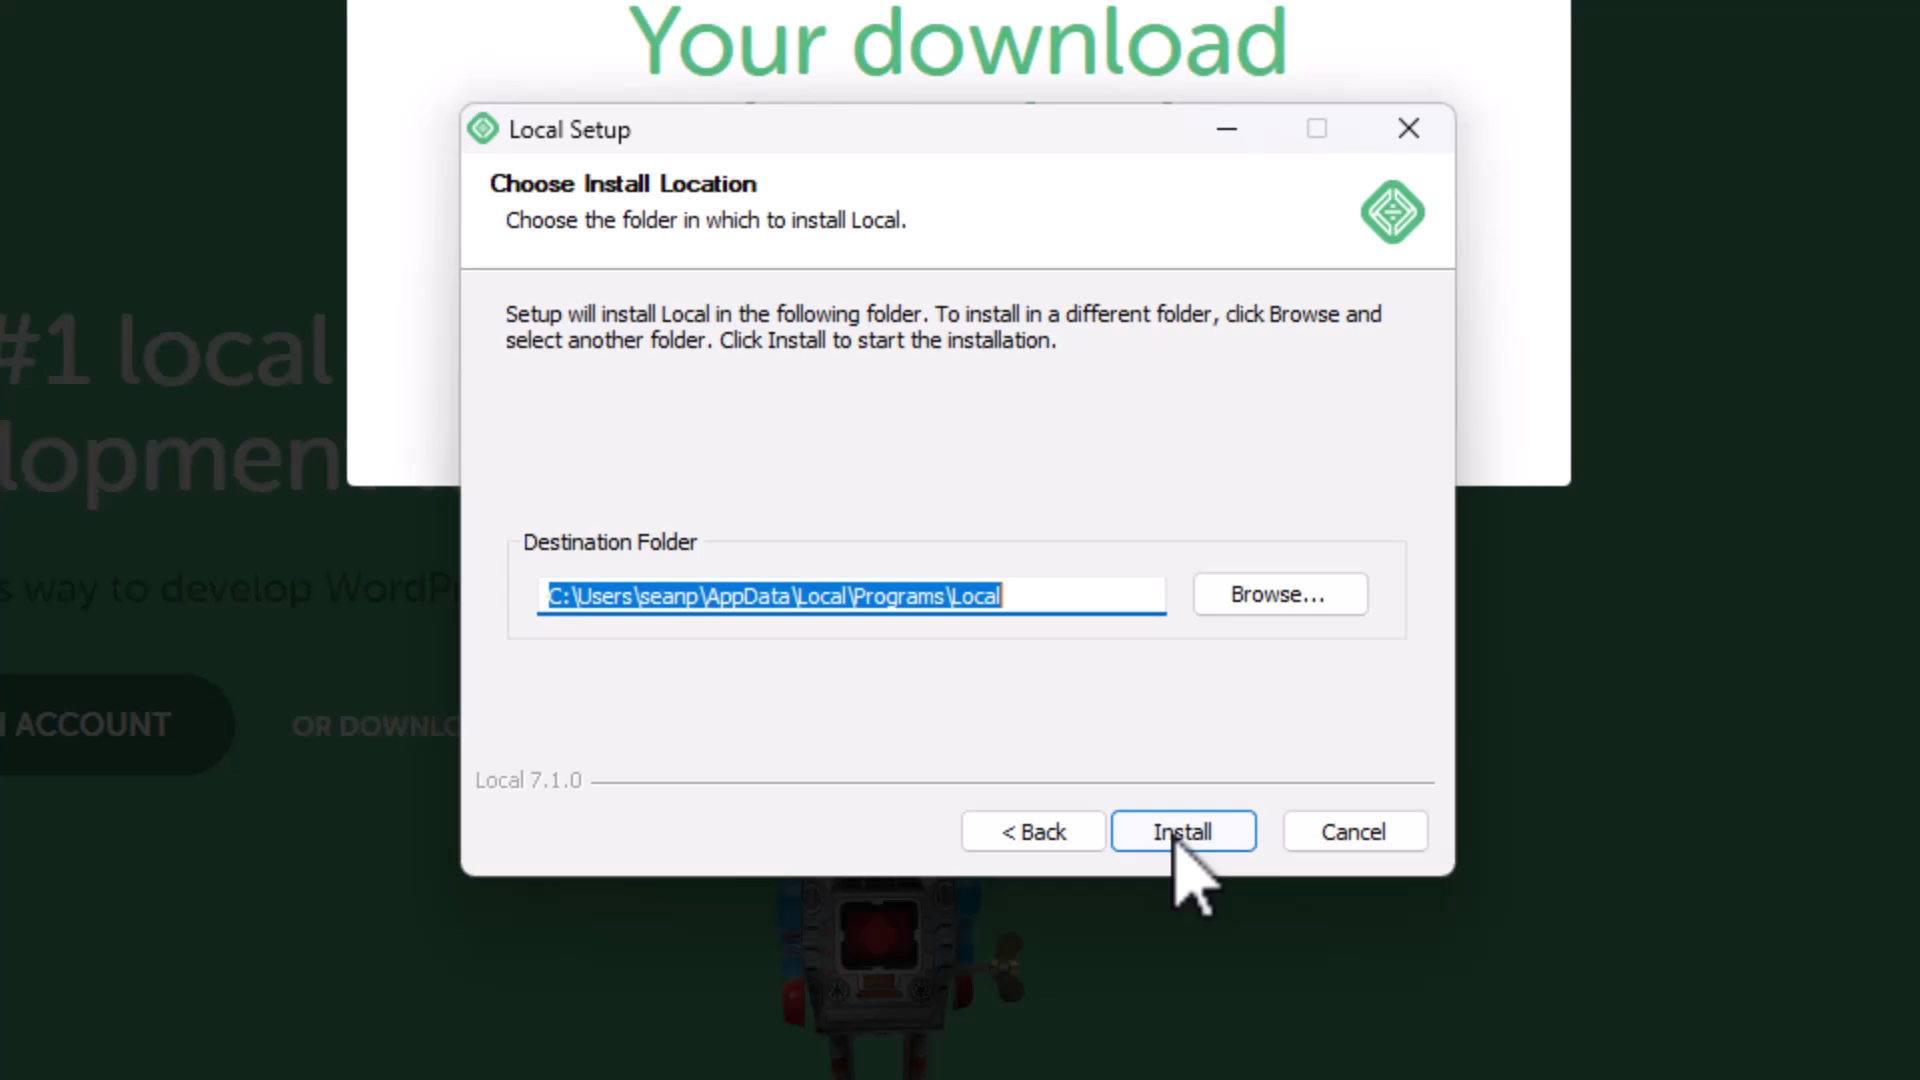 Your download
Local Setup
Choose Install Location
Choose the folder in which to install Local.
Setup will install Local in the following folder. To install in a different folder, click Browse and
select another folder. Click Install to start the installation.
#1 local
lopmen
Destination Folder
C:\Users\seanp\AppData\Local\Programs\Local
Browse...
s way to develop WordPr
ACCOUNT
OR DOWNLO
Local 7.1.0
< Back
Install
Cancel